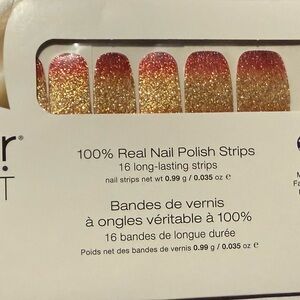 r®
T
100% Real Nail Polish Strips
16 long-lasting strips
nail strips net wt 0.99 g / 0.035 oz ℮
Bandes de vernis
à ongles véritable à 100%
16 bandes de longue durée
Poids net des bandes de vernis 0.99 g / 0.035 oz ℮